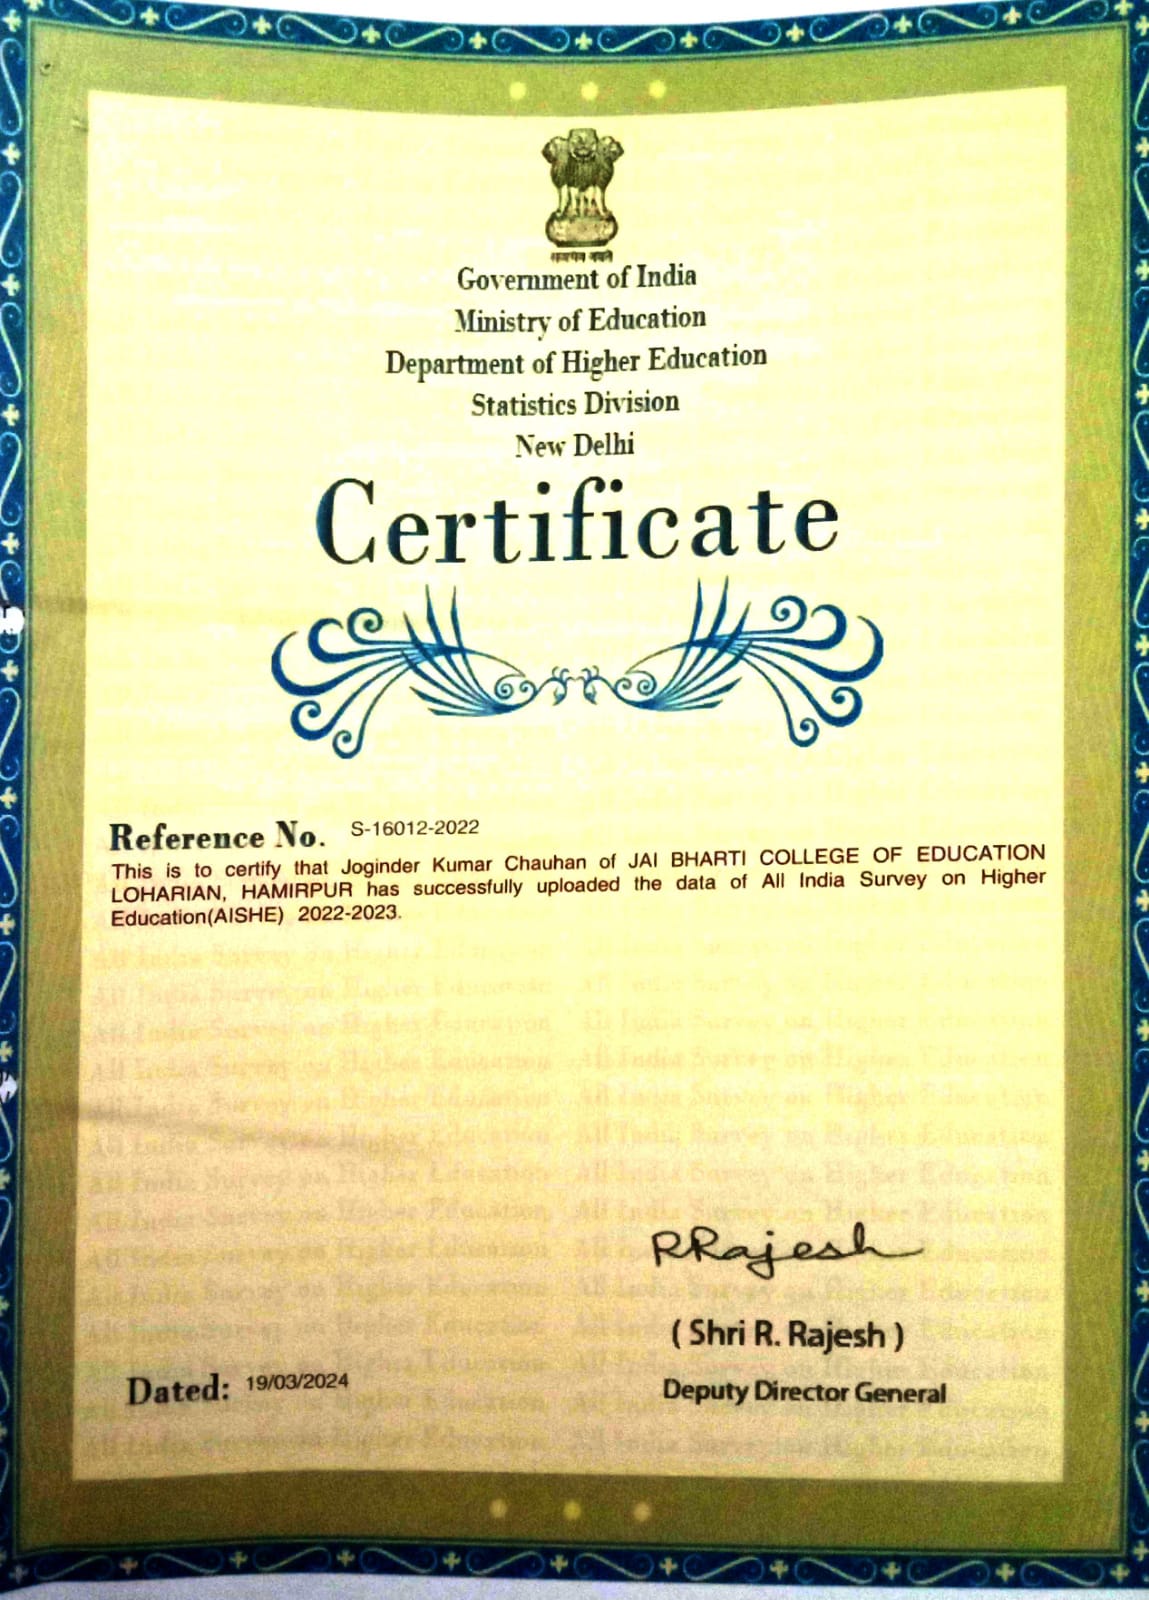 सत्यमेव जयते
Government of India
Ministry of Education
Department of Higher Education
Statistics Division
New Delhi
Certificate
Reference No. S-16012-2022
This is to certify that Joginder Kumar Chauhan of JAI BHARTI COLLEGE OF EDUCATION
LOHARIAN, HAMIRPUR has successfully uploaded the data of All India Survey on Higher
Education(AISHE) 2022-2023.
RRajesh
( Shri R. Rajesh )
Dated: 19/03/2024
Deputy Director General